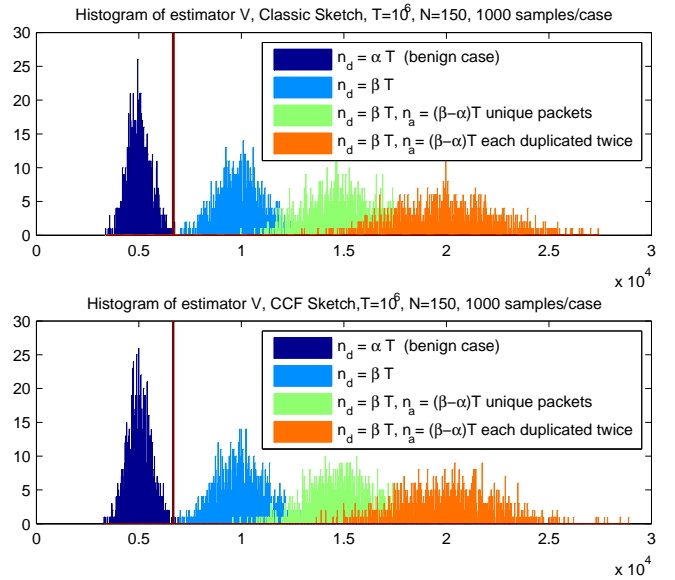 Histogram of estimator V, Classic Sketch, T=10^6, N=150, 1000 samples/case
30
25
20
15
10
5
0
n_d = α T (benign case)
n_d = β T
n_d = β T, n_a = (β−α)T unique packets
n_d = β T, n_a = (β−α)T each duplicated twice
0 0.5 1 1.5 2 2.5 3
x 10^4
Histogram of estimator V, CCF Sketch,T=10^6, N=150, 1000 samples/case
30
25
20
15
10
5
0
n_d = α T (benign case)
n_d = β T
n_d = β T, n_a = (β−α)T unique packets
n_d = β T, n_a = (β−α)T each duplicated twice
0 0.5 1 1.5 2 2.5 3
x 10^4